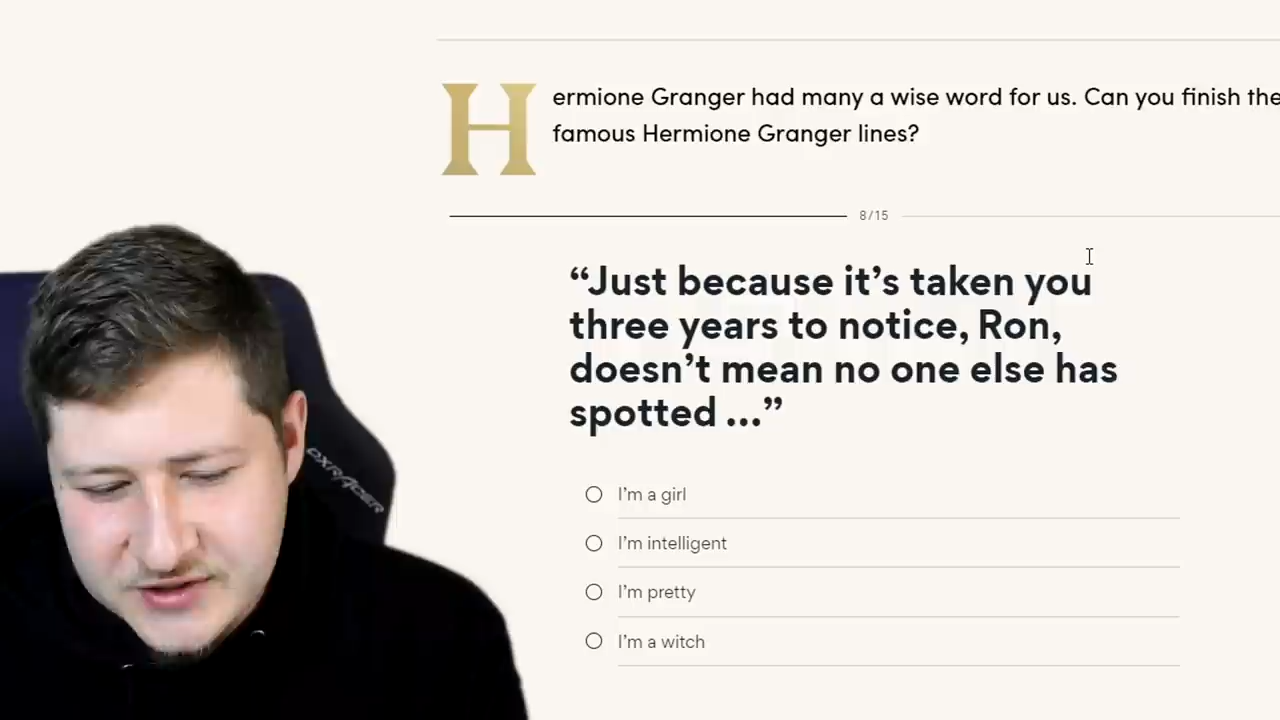 Hermione Granger had many a wise word for us. Can you finish the
famous Hermione Granger lines?
8/15
“Just because it’s taken you
three years to notice, Ron,
doesn’t mean no one else has
spotted ...”
I’m a girl
I’m intelligent
I’m pretty
I’m a witch
DXRACER